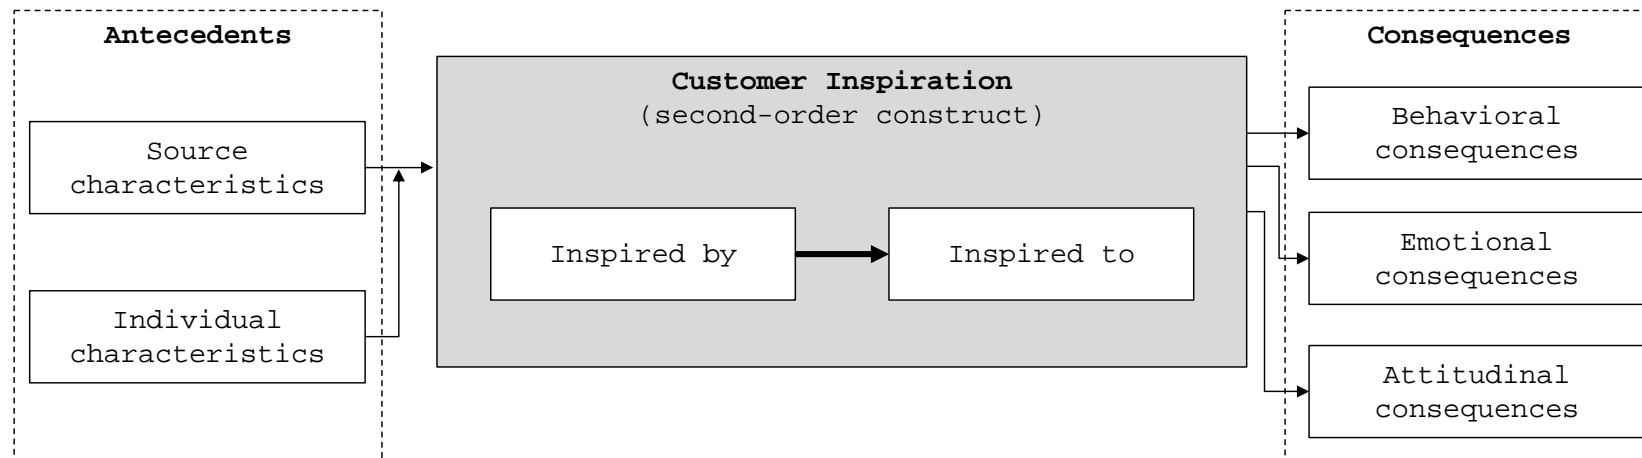 Antecedents
Source
characteristics
Individual
characteristics
Customer Inspiration
(second-order construct)
Inspired by
Inspired to
Consequences
Behavioral
consequences
Emotional
consequences
Attitudinal
consequences